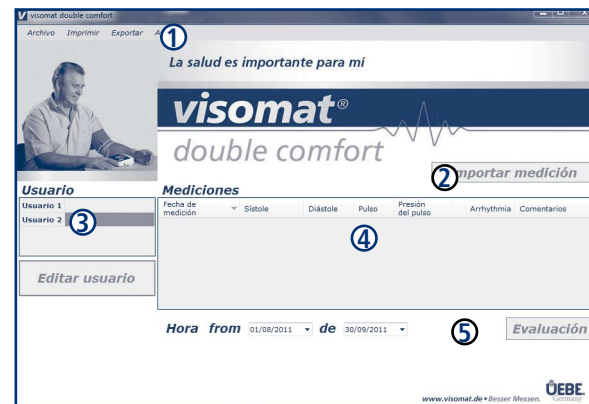 visomat double comfort
Archivo Imprimir Exportar
1
La salud es importante para mí
visomat®
double comfort
2 mportar medición
Usuario
Mediciones
Usuario 1
Usuario 2
3
Fecha de medición Sístole Diástole Pulso Presión del pulso Arrhythmia Comentarios
4
Editar usuario
Hora from 01/08/2011 de 30/09/2011
5
Evaluación
UEBE.
Germany
www.visomat.de • Besser Messen.